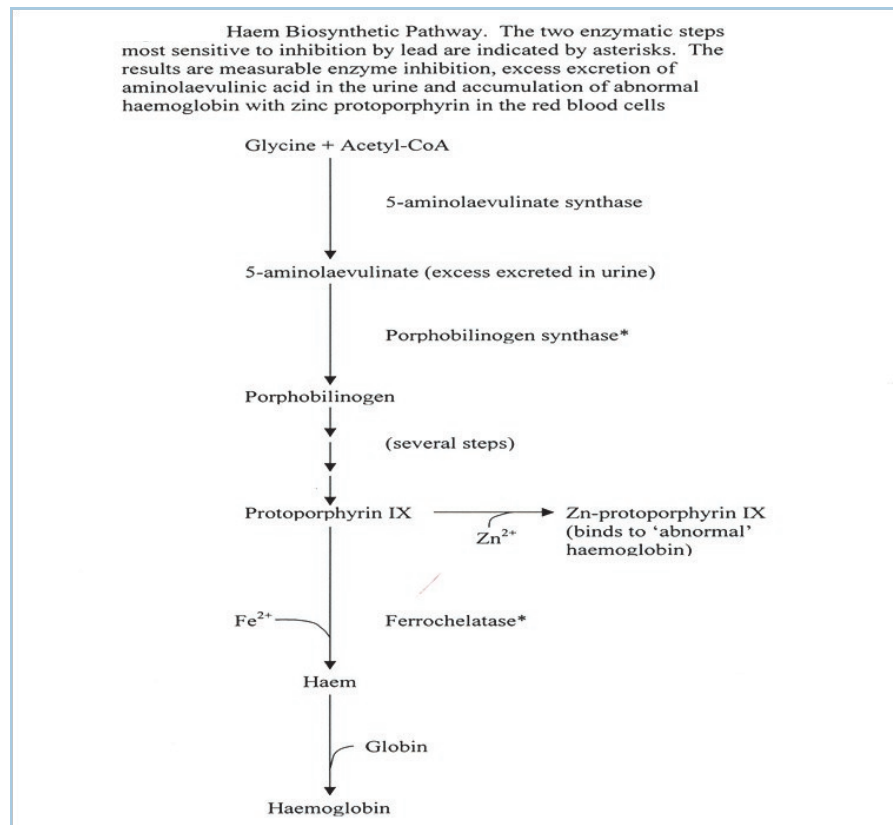 Haem Biosynthetic Pathway. The two enzymatic steps
most sensitive to inhibition by lead are indicated by asterisks. The
results are measurable enzyme inhibition, excess excretion of
aminolaevulinic acid in the urine and accumulation of abnormal
haemoglobin with zinc protoporphyrin in the red blood cells
Glycine + Acetyl-CoA
5-aminolaevulinate synthase
5-aminolaevulinate (excess excreted in urine)
Porphobilinogen synthase*
Porphobilinogen
(several steps)
Protoporphyrin IX
Zn²⁺
Zn-protoporphyrin IX
(binds to ‘abnormal’
haemoglobin)
Fe²⁺
Ferrochelatase*
Haem
Globin
Haemoglobin